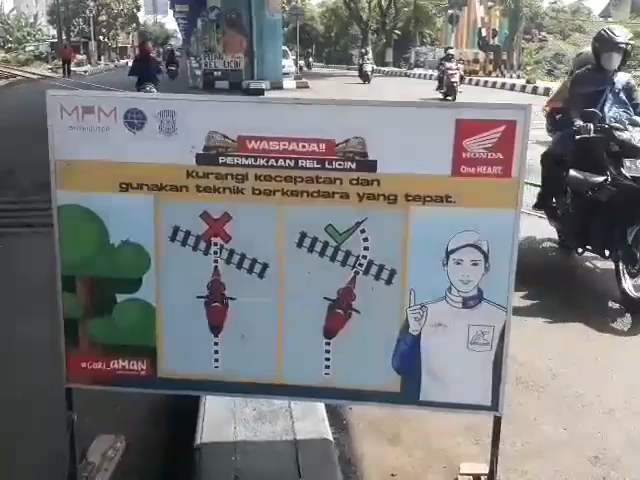 REL LICIN
MPM
DISTRIBUTOR
WASPADA!!
PERMUKAAN REL LICIN
HONDA
One HEART.
Kurangi kecepatan dan
gunakan teknik berkendara yang tepat.
#Cari_AMAN